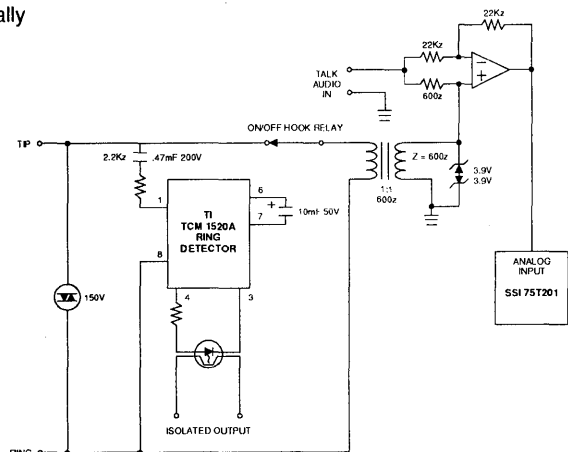 ally
22Kz
22Kz
600z
TALK
AUDIO
IN
ON/OFF HOOK RELAY
TIP
2.2Kz
.47mF 200V
Z = 600z
3.9V
3.9V
1:1
600z
1
6
7
TI
TCM 1520A
RING
DETECTOR
+
10mF 50V
8
4
3
150V
ANALOG
INPUT
SSI 75T201
ISOLATED OUTPUT
RING